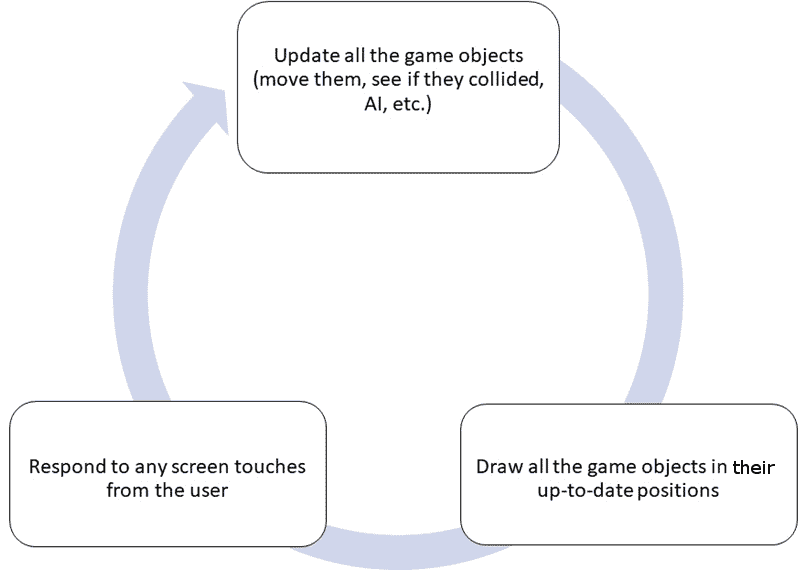 Update all the game objects
(move them, see if they collided,
AI, etc.)
Respond to any screen touches
from the user
Draw all the game objects in their
up-to-date positions